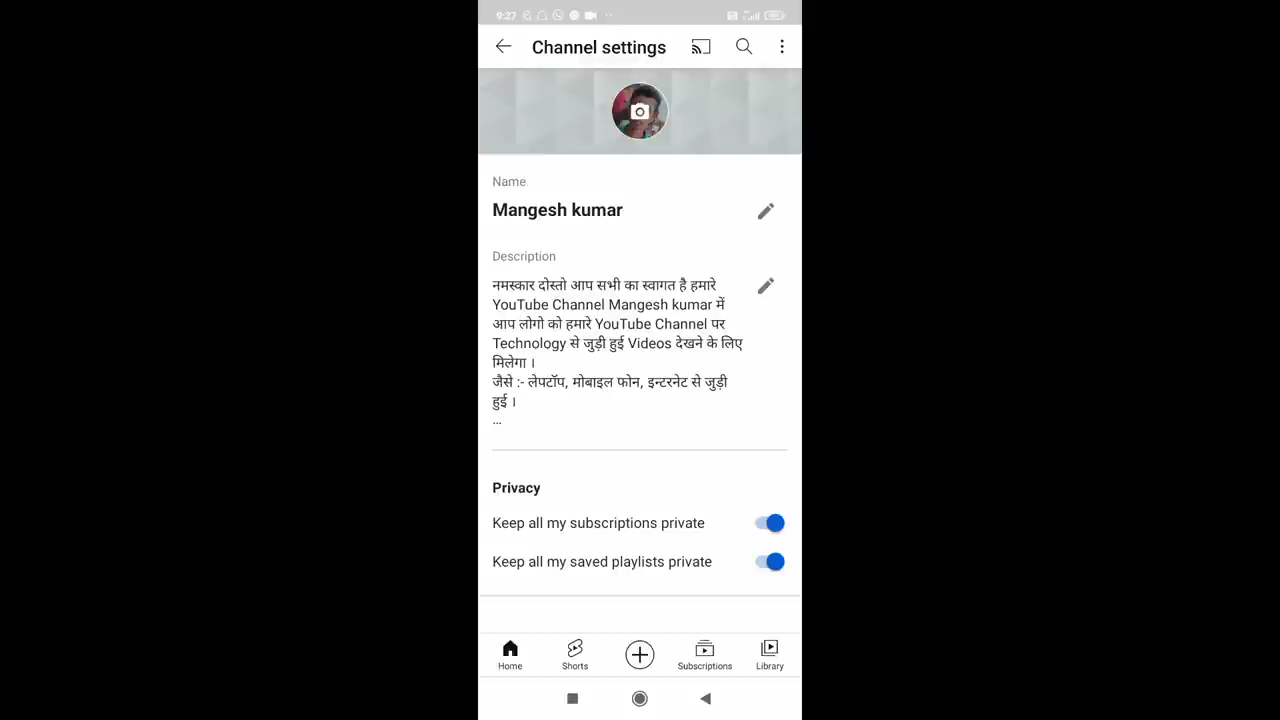 9:27
Channel settings
Name
Mangesh kumar
Description
नमस्कार दोस्तो आप सभी का स्वागत है हमारे
YouTube Channel Mangesh kumar में
आप लोगो को हमारे YouTube Channel पर
Technology से जुड़ी हुई Videos देखने के लिए
मिलेगा ।
जैसे :- लेपटॉप, मोबाइल फोन, इन्टरनेट से जुड़ी
हुई ।
...
Privacy
Keep all my subscriptions private
Keep all my saved playlists private
Home Shorts Subscriptions Library